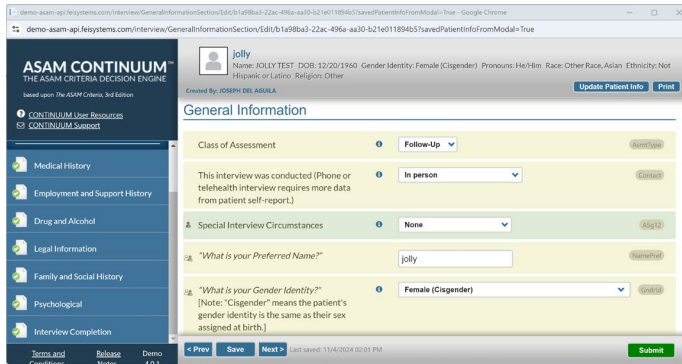 demo-asam-api.feisystems.com/interview/GeneralInformationSection/Edit/b1a98ba3-22ac-496a-aa30-b21e011894b5?savedPatientInfoFromModal=True - Google Chrome
demo-asam-api.feisystems.com/interview/GeneralInformationSection/Edit/b1a98ba3-22ac-496a-aa30-b21e011894b5?savedPatientInfoFromModal=True
ASAM CONTINUUM™
THE ASAM CRITERIA DECISION ENGINE
based upon The ASAM Criteria, 3rd Edition
CONTINUUM User Resources
CONTINUUM Support
Medical History
Employment and Support History
Drug and Alcohol
Legal Information
Family and Social History
Psychological
Interview Completion
Terms and Conditions
Release Notes
Demo 4.0.1
jolly
Name: JOLLY TEST DOB: 12/20/1960 Gender Identity: Female (Cisgender) Pronouns: He/Him Race: Other Race, Asian Ethnicity: Not
Hispanic or Latino Religion: Other
Created By: JOSEPH DEL AGUILA
Update Patient Info
Print
General Information
Class of Assessment
Follow-Up
AsmtType
This interview was conducted (Phone or
telehealth interview requires more data
from patient self-report.)
In person
Contact
Special Interview Circumstances
None
Alig12
"What is your Preferred Name?"
jolly
NamePref
"What is your Gender Identity?"
[Note: "Cisgender" means the patient's
gender identity is the same as their sex
assigned at birth.]
Female (Cisgender)
GndrId
< Prev
Save
Next >
Last saved: 11/4/2024 02:01 PM
Submit